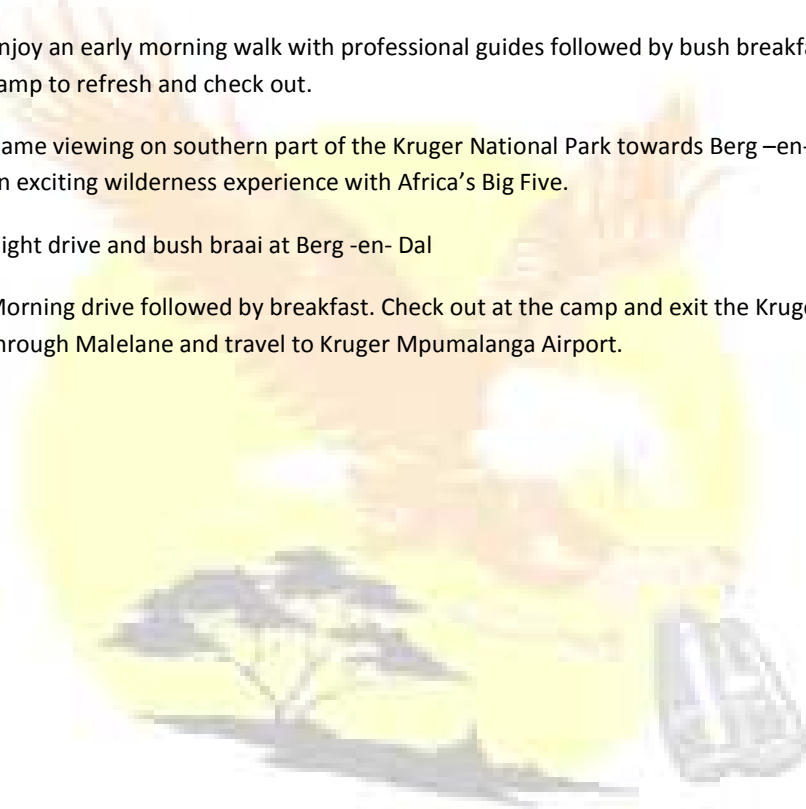 njoy an early morning walk with professional guides followed by bush breakfa
amp to refresh and check out.
ame viewing on southern part of the Kruger National Park towards Berg –en-
n exciting wilderness experience with Africa's Big Five.
ight drive and bush braai at Berg -en- Dal
Morning drive followed by breakfast. Check out at the camp and exit the Kruge
hrough Malelane and travel to Kruger Mpumalanga Airport.